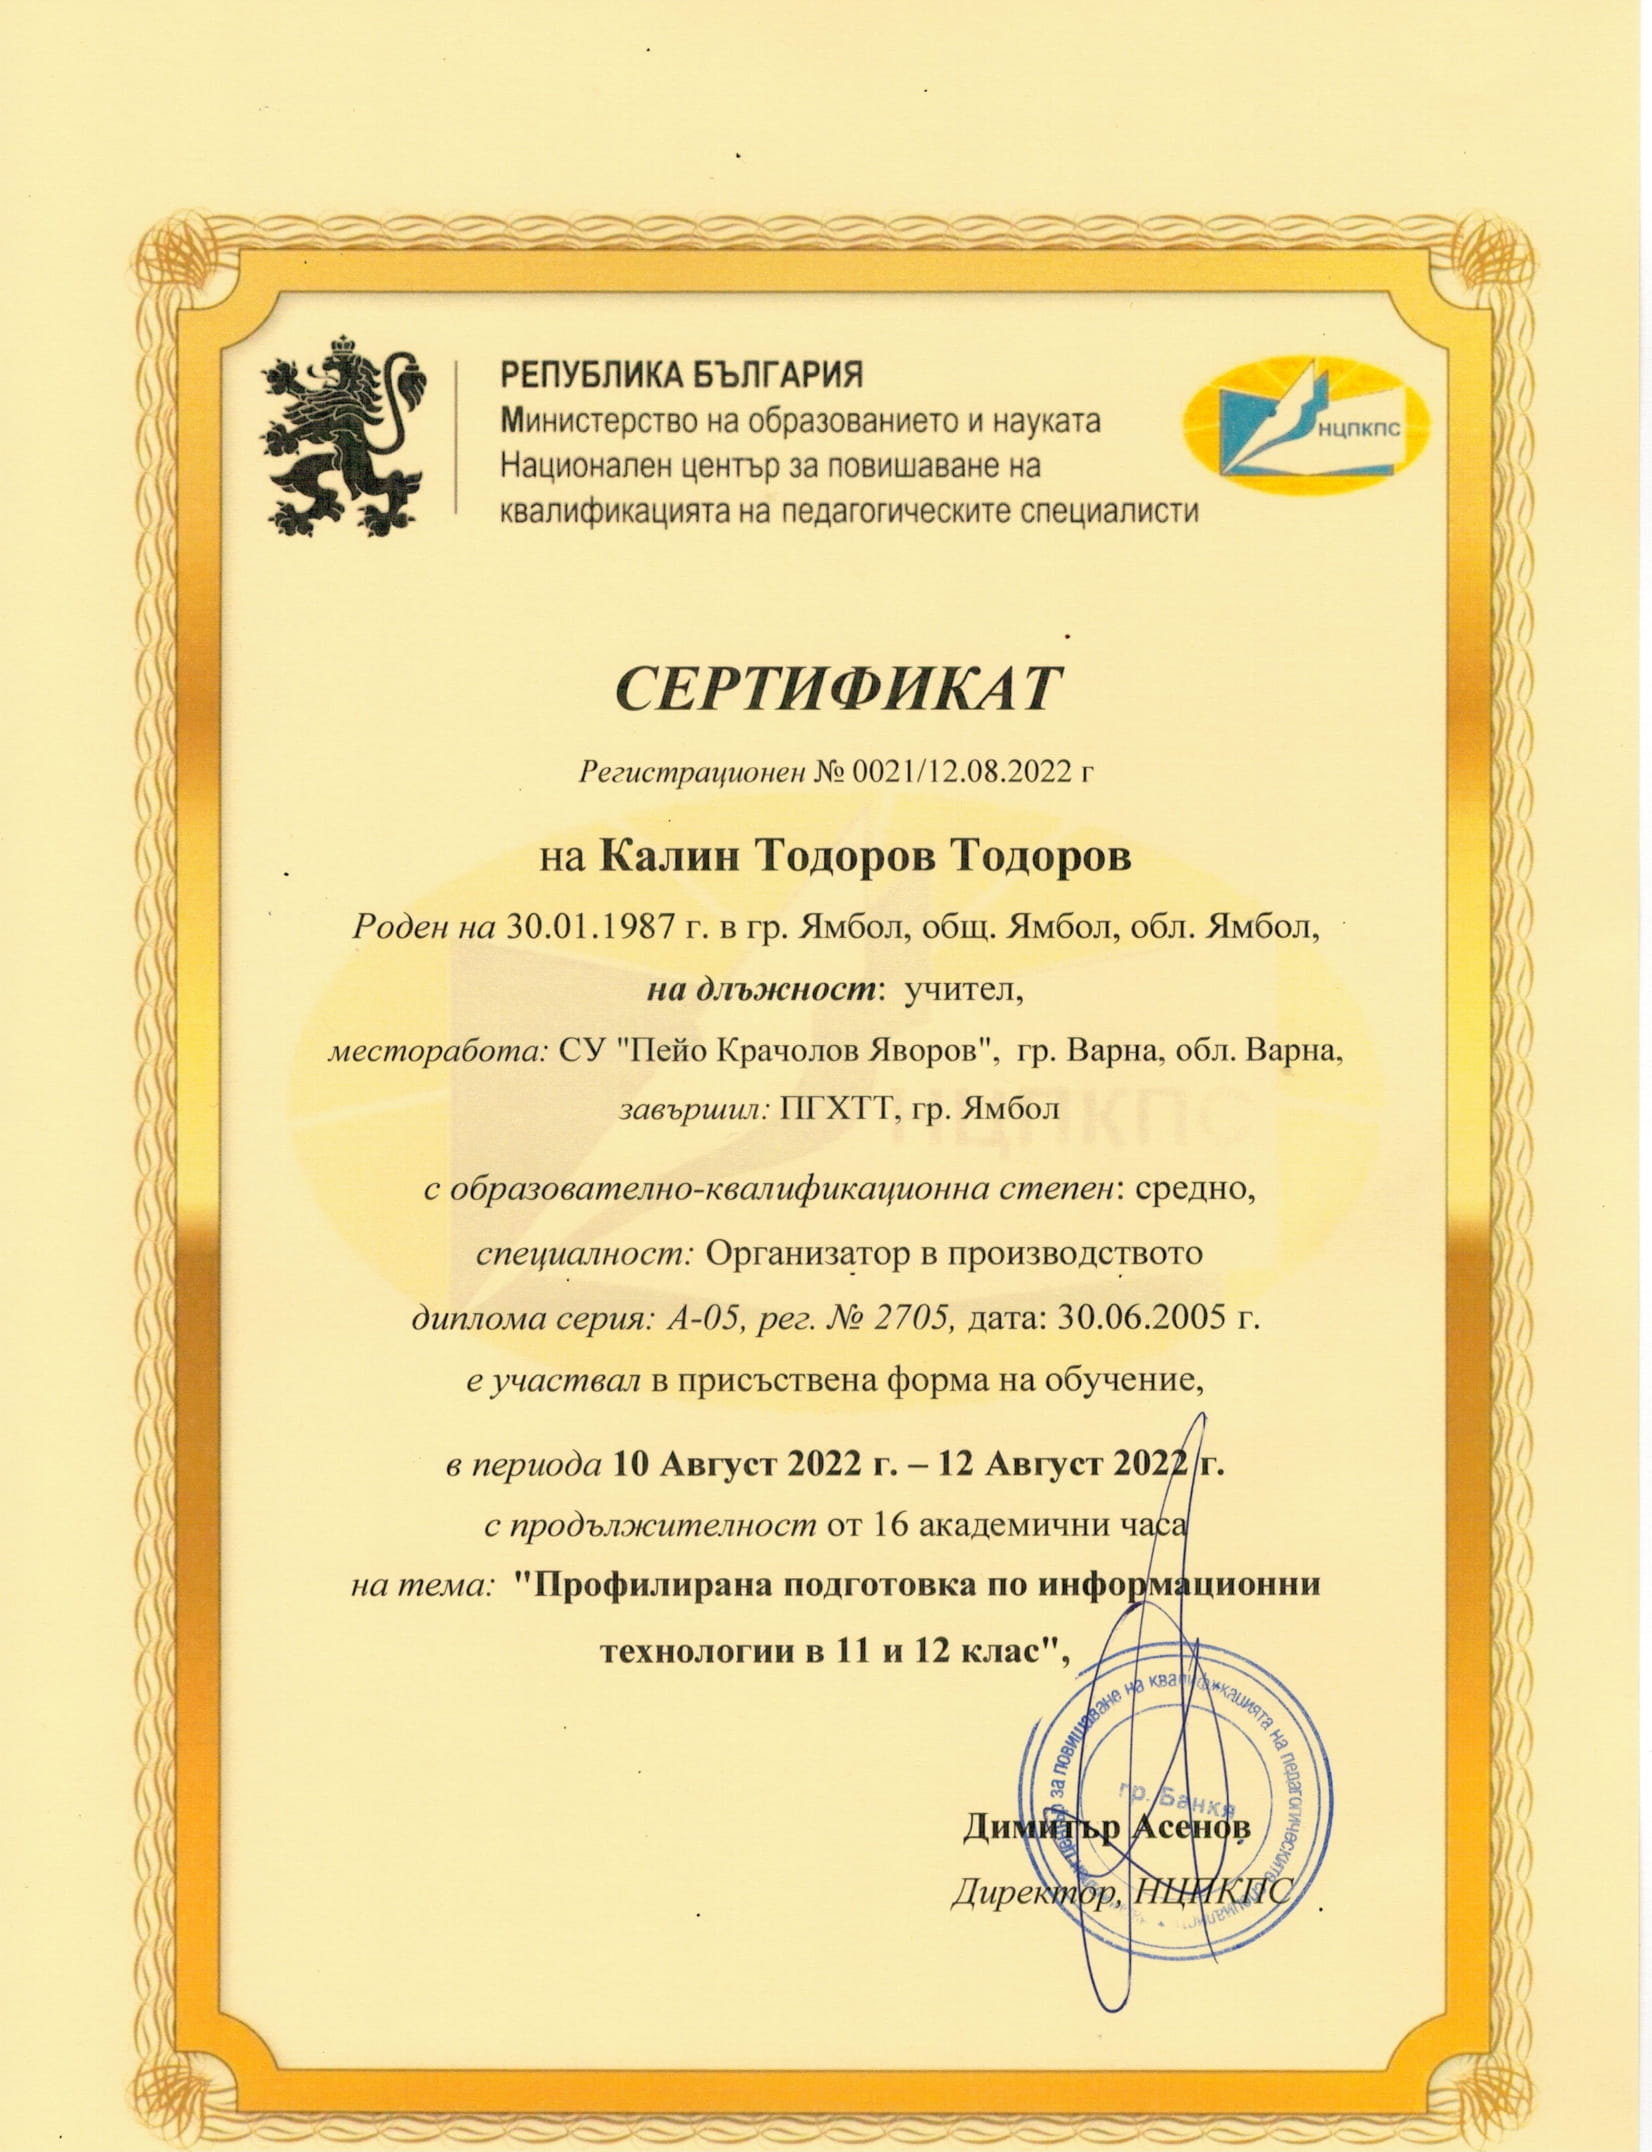 РЕПУБЛИКА БЪЛГАРИЯ
Министерство на образованието и науката
Национален център за повишаване на
квалификацията на педагогическите специалисти
НЦПКПС
СЕРТИФИКАТ
Регистрационен № 0021/12.08.2022 г
на Калин Тодоров Тодоров
Роден на 30.01.1987 г. в гр. Ямбол, общ. Ямбол, обл. Ямбол,
на длъжност: учител,
месторабота: СУ "Пейо Крачолов Яворов", гр. Варна, обл. Варна,
завършил: ПГХТТ, гр. Ямбол
НЦПКПС
с образователно-квалификационна степен: средно,
специалност: Организатор в производството
диплома серия: А-05, рег. № 2705, дата: 30.06.2005 г.
е участвал в присъствена форма на обучение,
в периода 10 Август 2022 г. – 12 Август 2022 г.
с продължителност от 16 академични часа
на тема: "Профилирана подготовка по информационни
технологии в 11 и 12 клас",
център за повишаване на квалификацията на педагогическите специалисти
гр. Банкя
Димитър Асенов
Директор, НЦПКПС